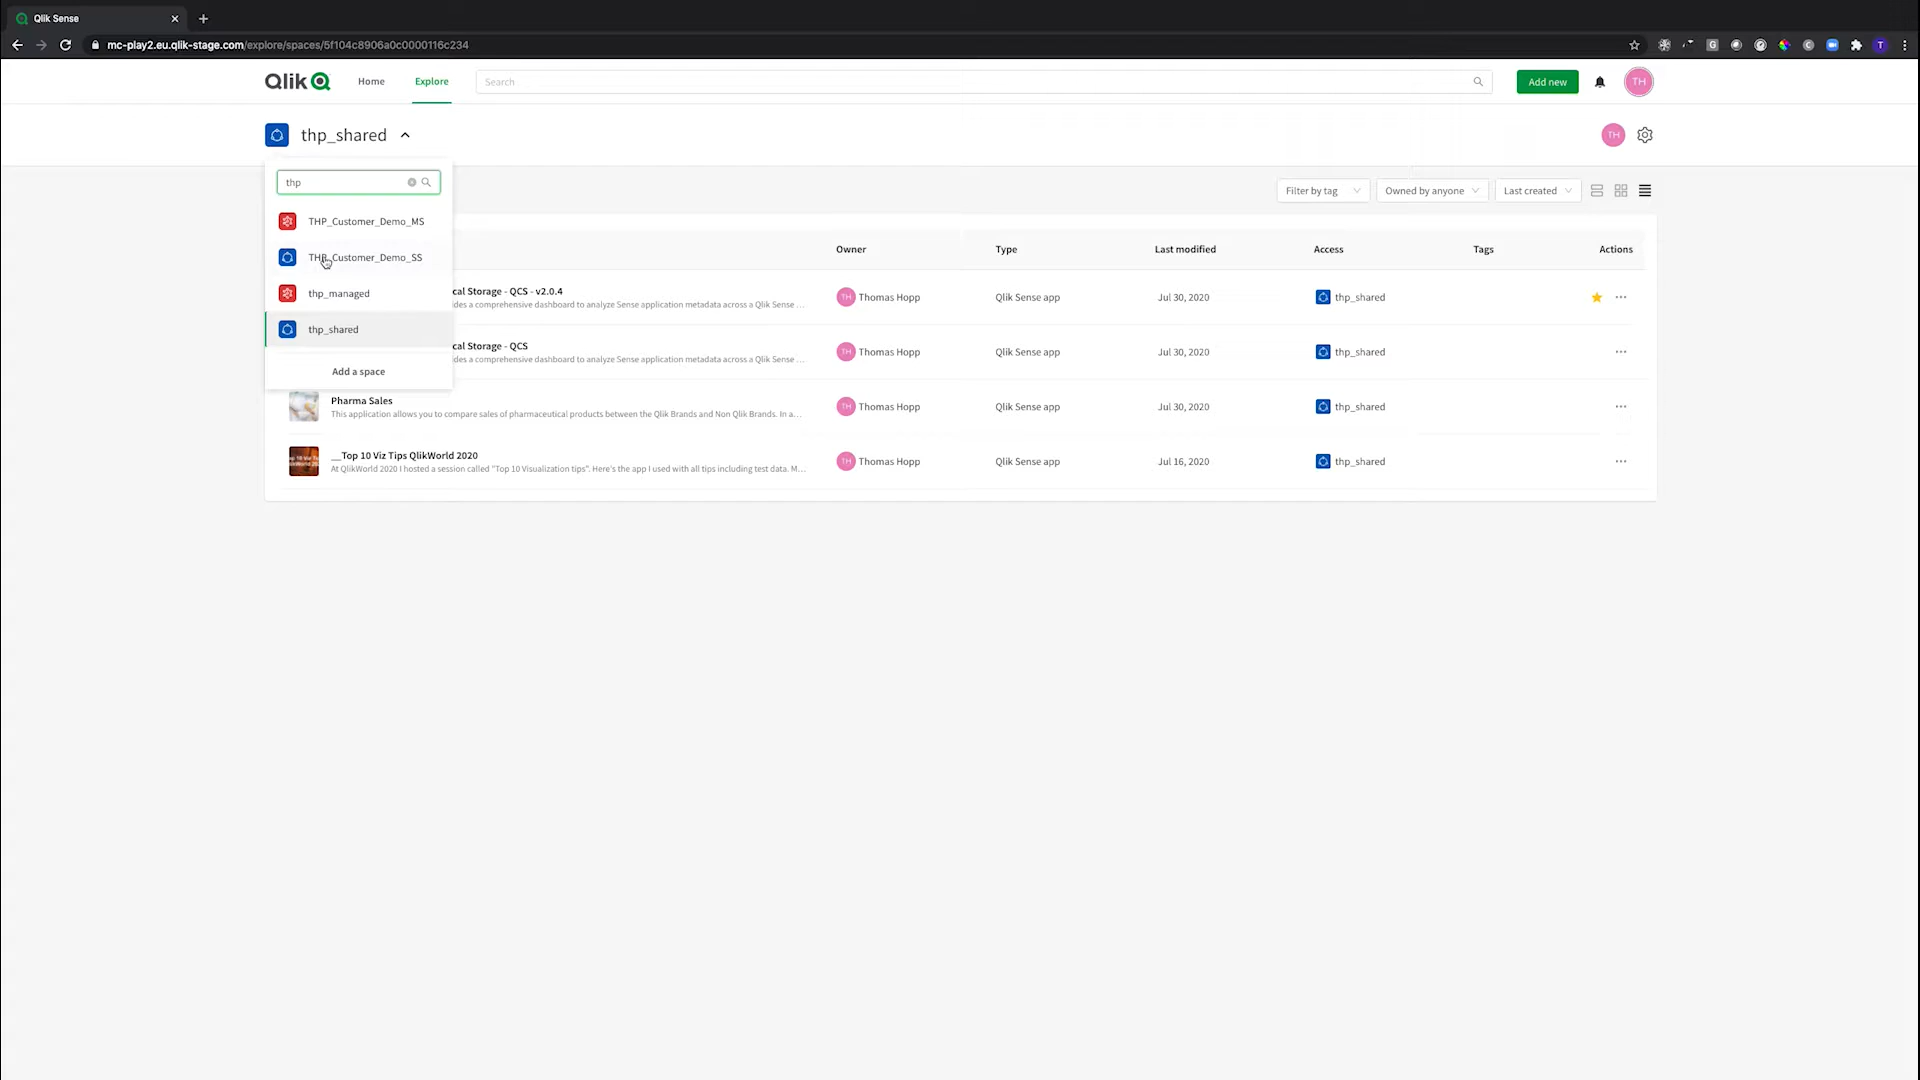 Qlik Sense
mc-play2.eu.qlik-stage.com/explore/spaces/5f104c8906a0c0000116c234
G
C
T
Qlik
Home
Explore
Search
Add new
TH
thp_shared
TH
thp
Filter by tag
Owned by anyone
Last created
THP_Customer_Demo_MS
THP_Customer_Demo_SS
thp_managed
thp_shared
Add a space
Owner
Type
Last modified
Access
Tags
Actions
cal Storage - QCS - v2.0.4
des a comprehensive dashboard to analyze Sense application metadata across a Qlik Sense ...
TH Thomas Hopp
Qlik Sense app
Jul 30, 2020
thp_shared
cal Storage - QCS
des a comprehensive dashboard to analyze Sense application metadata across a Qlik Sense ...
TH Thomas Hopp
Qlik Sense app
Jul 30, 2020
thp_shared
Pharma Sales
This application allows you to compare sales of pharmaceutical products between the Qlik Brands and Non Qlik Brands. In a...
TH Thomas Hopp
Qlik Sense app
Jul 30, 2020
thp_shared
__Top 10 Viz Tips QlikWorld 2020
At QlikWorld 2020 I hosted a session called "Top 10 Visualization tips". Here's the app I used with all tips including test data. M...
TH Thomas Hopp
Qlik Sense app
Jul 16, 2020
thp_shared